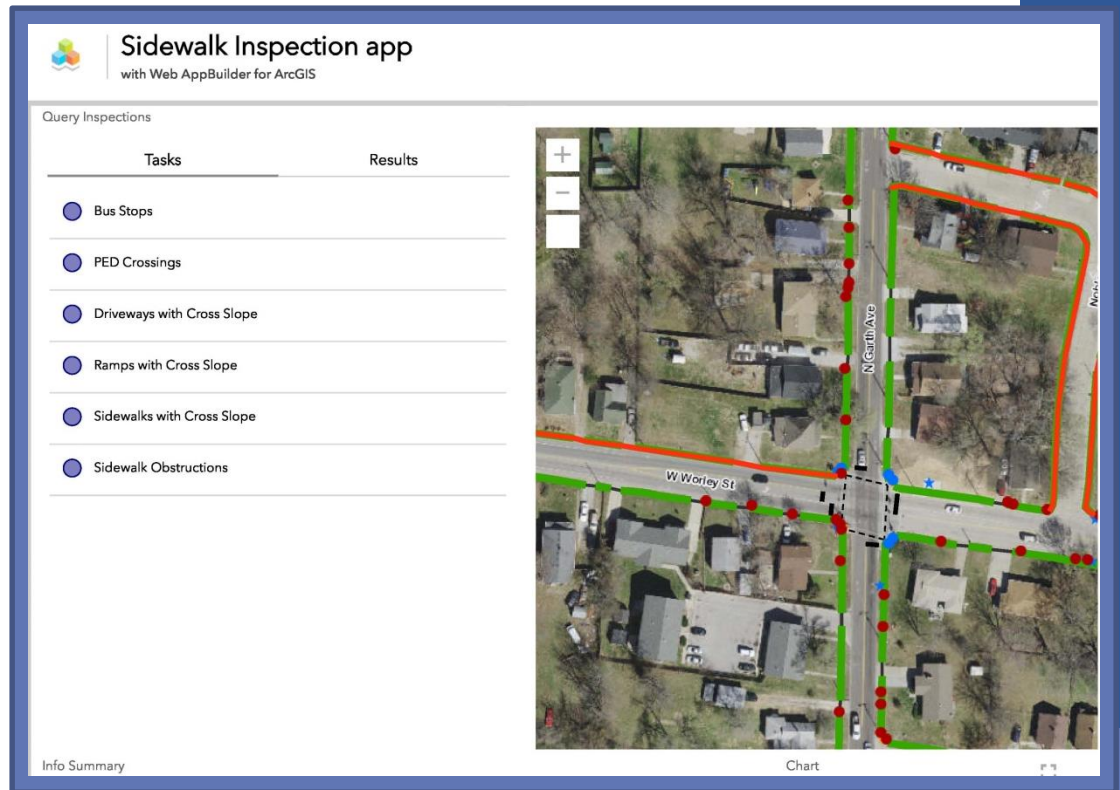 Sidewalk Inspection app
with Web AppBuilder for ArcGIS
Query Inspections
Tasks
Results
Bus Stops
PED Crossings
Driveways with Cross Slope
Ramps with Cross Slope
Sidewalks with Cross Slope
Sidewalk Obstructions
+
−
N Garth Ave
W Worley St
Info Summary
Chart